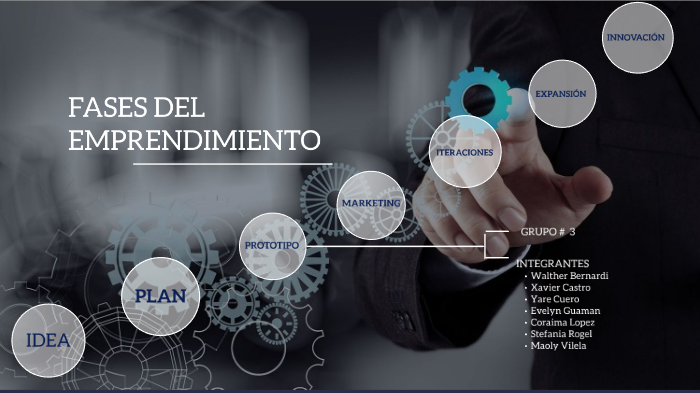 FASES DEL
EMPRENDIMIENTO
INNOVACIÓN
EXPANSIÓN
ITERACIONES
MARKETING
PROTOTIPO
PLAN
IDEA
GRUPO # 3
INTEGRANTES
• Walther Bernardi
• Xavier Castro
• Yare Cuero
• Evelyn Guaman
• Coraima Lopez
• Stefania Rogel
• Maoly Vilela